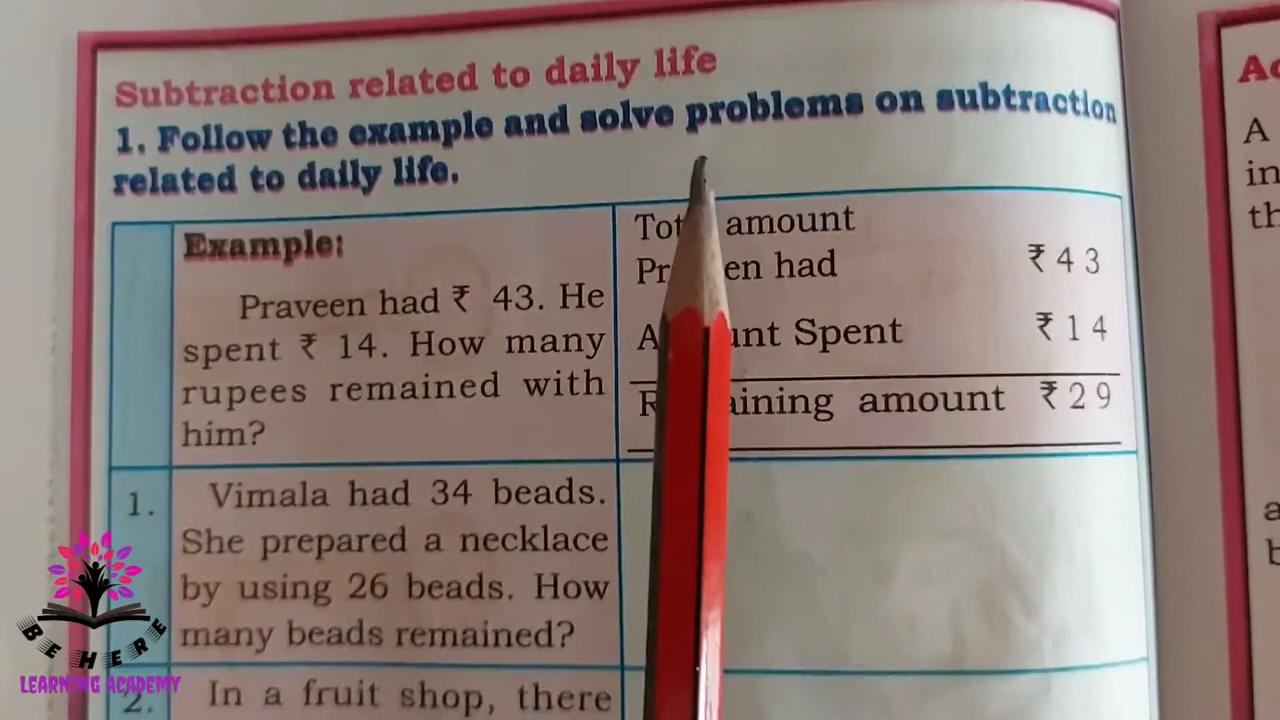 Subtraction related to daily life
1. Follow the example and solve problems on subtraction
related to daily life.
Example:
Praveen had ₹ 43. He
spent ₹ 14. How many
rupees remained with
him?
amount
had ₹ 43
Spent ₹ 14
amount ₹ 29
1. Vimala had 34 beads.
She prepared a necklace
by using 26 beads. How
many beads remained?
2. In a fruit shop, there
A
in
BE HERE
LEARNING ACADEMY